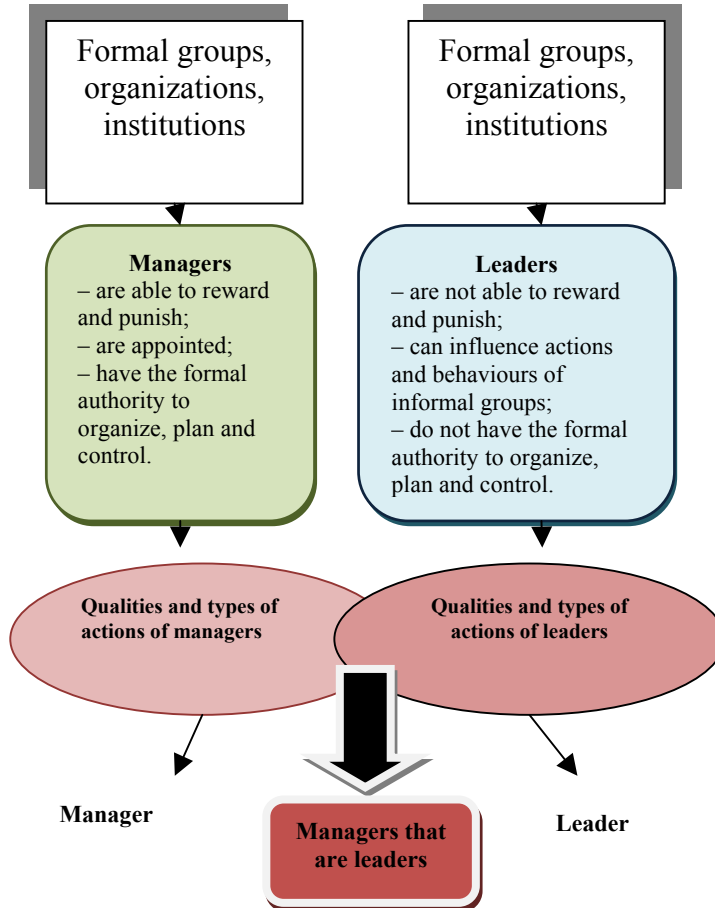 Formal groups,
organizations,
institutions
Formal groups,
organizations,
institutions
Managers
– are able to reward
and punish;
– are appointed;
– have the formal
authority to
organize, plan and
control.
Leaders
– are not able to reward
and punish;
– can influence actions
and behaviours of
informal groups;
– do not have the formal
authority to organize,
plan and control.
Qualities and types of
actions of managers
Qualities and types of
actions of leaders
Manager
Managers that
are leaders
Leader